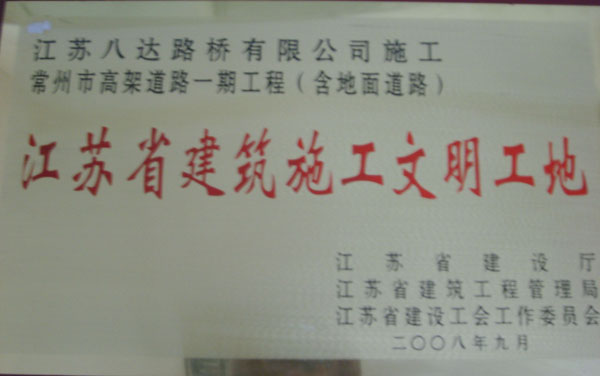 江苏八达路桥有限公司施工
常州市高架道路一期工程（含地面道路）
江苏省建筑施工文明工地
江苏省建设厅
江苏省建筑工程管理局
江苏省建设工会工作委员会
二〇〇八年九月